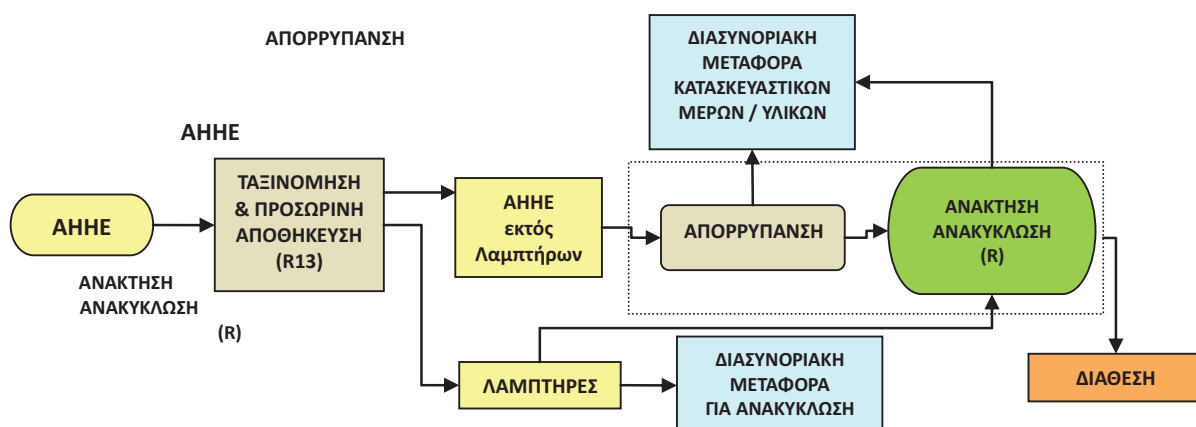 ΑΠΟΡΡΥΠΑΝΣΗ
ΔΙΑΣΥΝΟΡΙΑΚΗ
ΜΕΤΑΦΟΡΑ
ΚΑΤΑΣΚΕΥΑΣΤΙΚΩΝ
ΜΕΡΩΝ / ΥΛΙΚΩΝ
ΑΗΗΕ
ΑΗΗΕ
ΤΑΞΙΝΟΜΗΣΗ
& ΠΡΟΣΩΡΙΝΗ
ΑΠΟΘΗΚΕΥΣΗ
(R13)
ΑΗΗΕ
εκτός
Λαμπτήρων
ΑΠΟΡΡΥΠΑΝΣΗ
ΑΝΑΚΤΗΣΗ
ΑΝΑΚΥΚΛΩΣΗ
(R)
ΑΝΑΚΤΗΣΗ
ΑΝΑΚΥΚΛΩΣΗ
(R)
ΛΑΜΠΤΗΡΕΣ
ΔΙΑΣΥΝΟΡΙΑΚΗ
ΜΕΤΑΦΟΡΑ
ΓΙΑ ΑΝΑΚΥΚΛΩΣΗ
ΔΙΑΘΕΣΗ